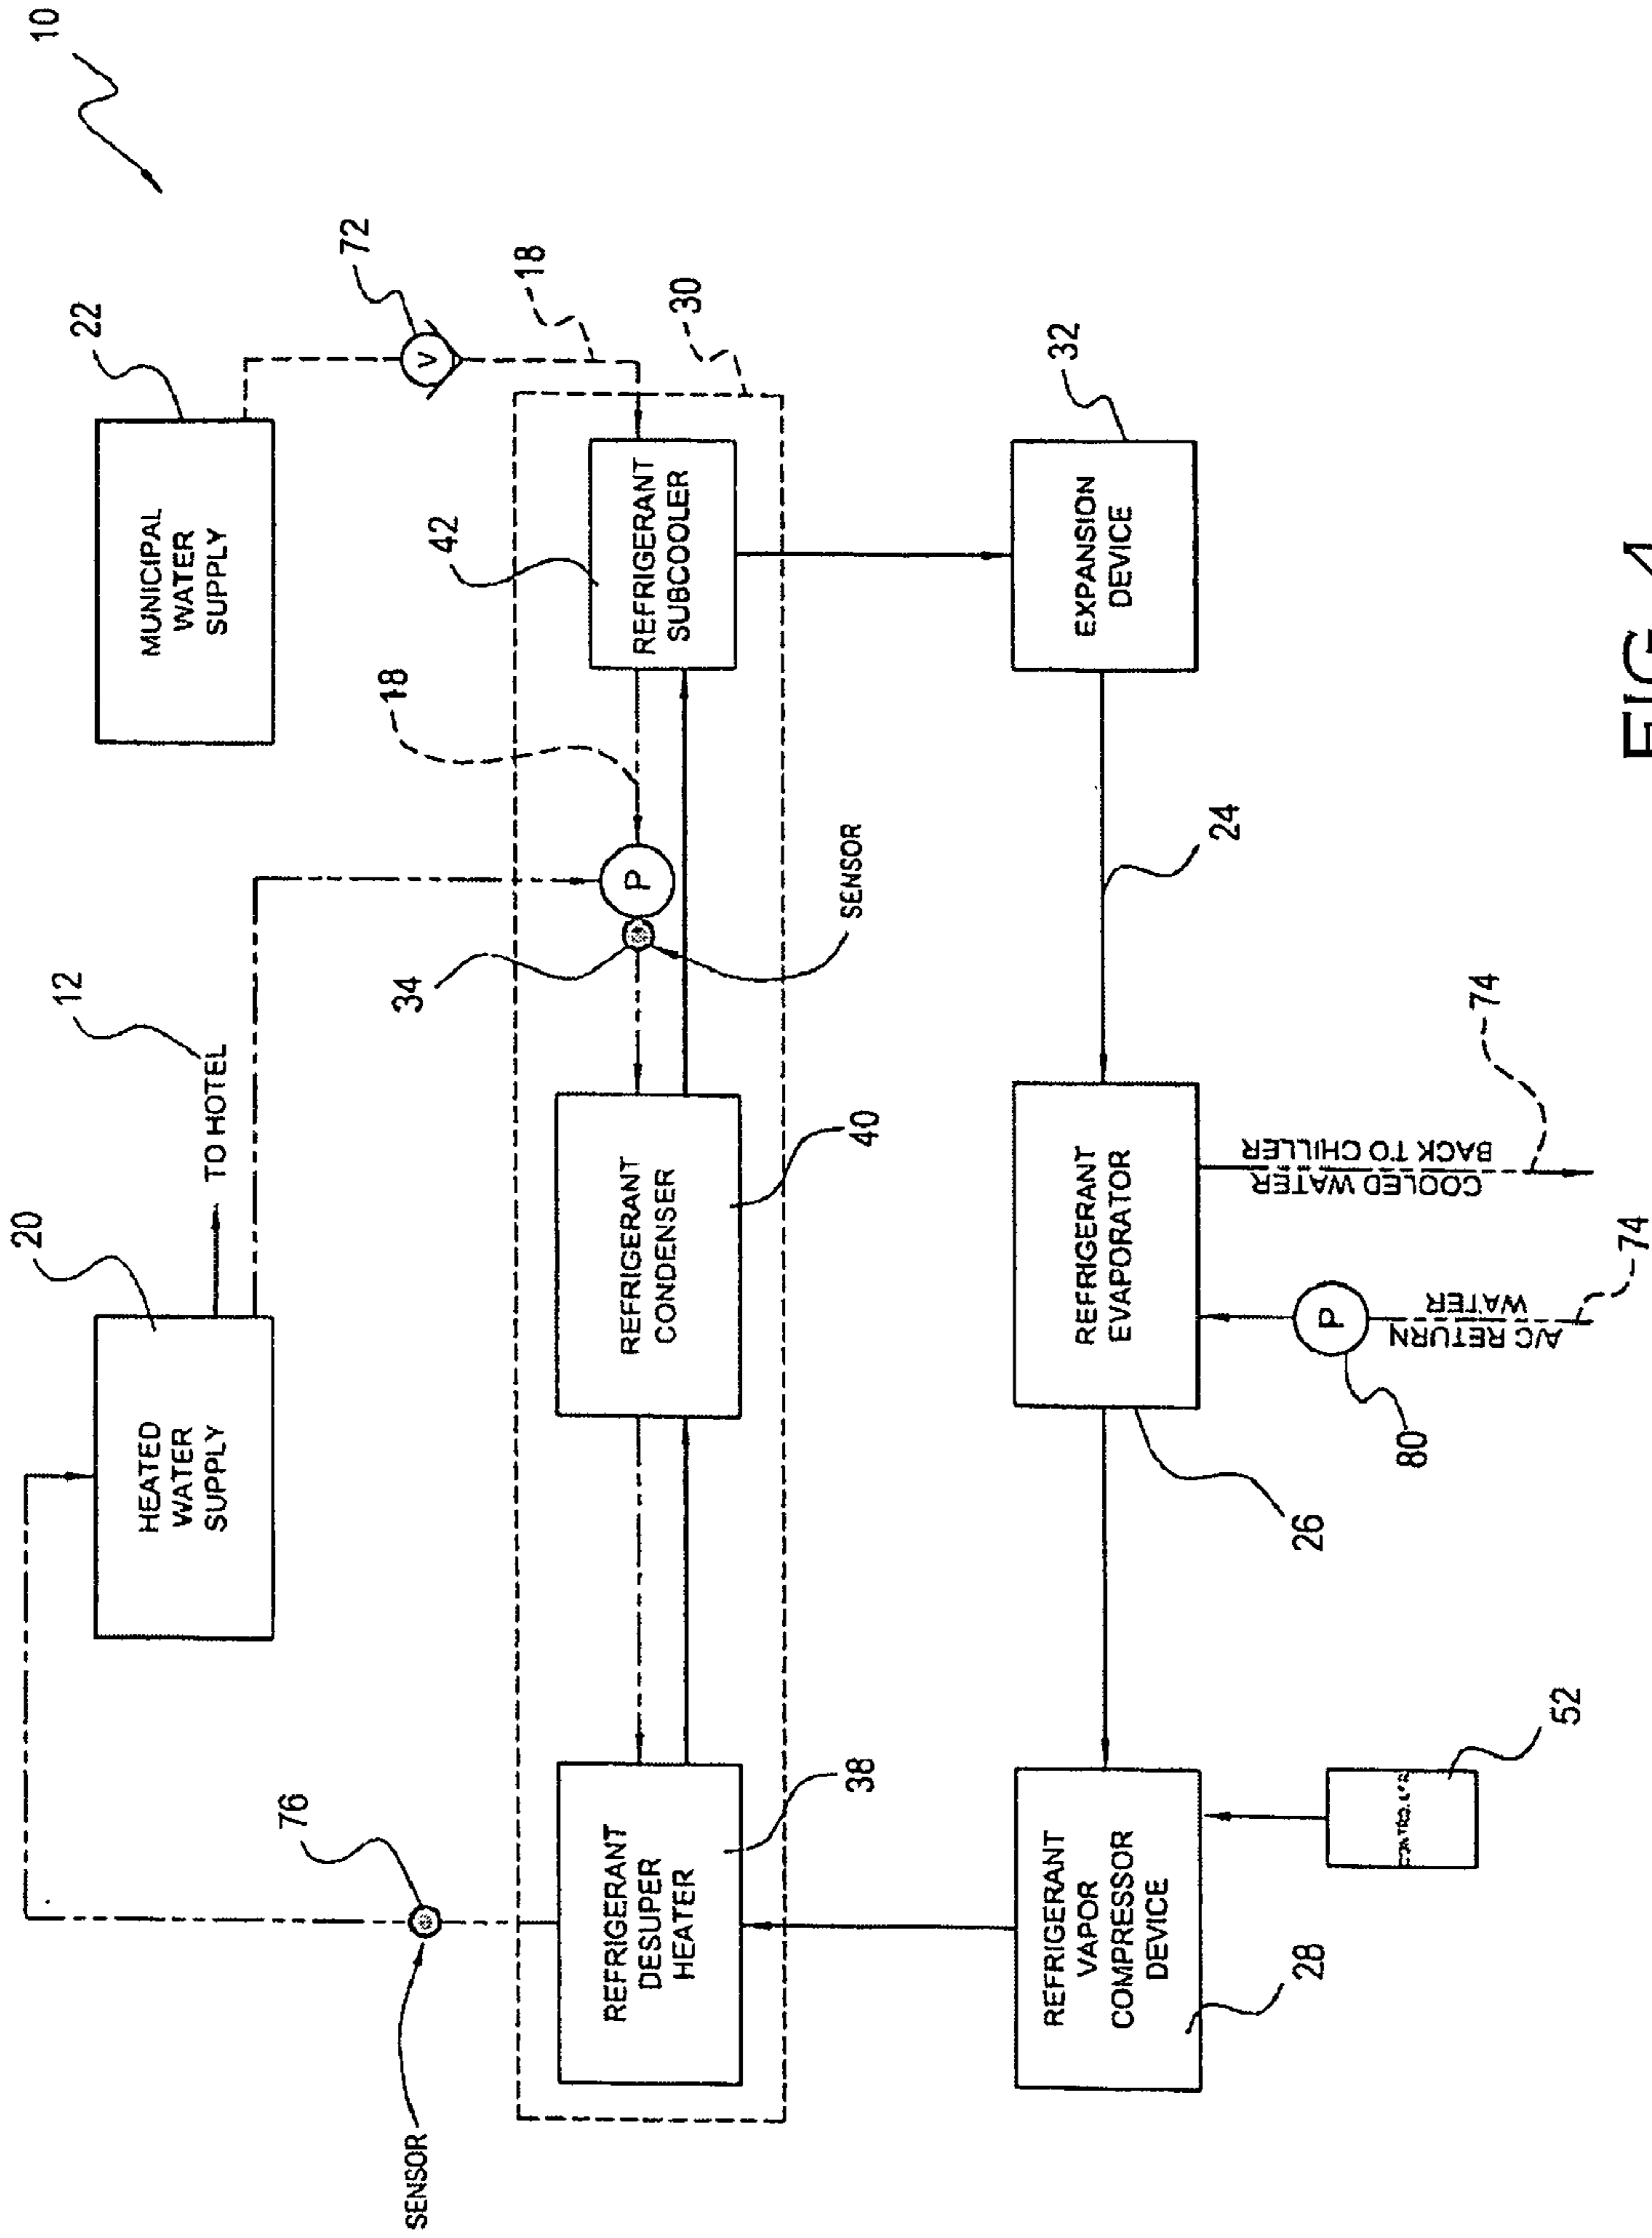 10
22
MUNICIPAL
WATER
SUPPLY
72
V
18
30
20
HEATED
WATER
SUPPLY
12
TO HOTEL
76
SENSOR
REFRIGERANT
DESUPER
HEATER
38
REFRIGERANT
CONDENSER
40
34
P
SENSOR
18
42
REFRIGERANT
SUBCOOLER
REFRIGERANT
VAPOR
COMPRESSOR
DEVICE
28
52
REFRIGERANT
EVAPORATOR
26
P
80
A/C RETURN
WATER
74
COOLED WATER
BACK TO CHILLER
74
24
EXPANSION
DEVICE
32
FIG 4